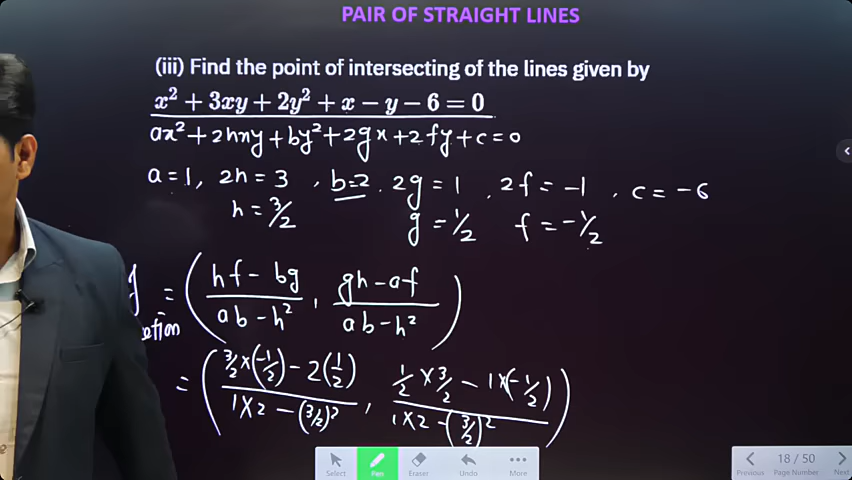 PAIR OF STRAIGHT LINES
(iii) Find the point of intersecting of the lines given by
x² + 3xy + 2y² + x − y − 6 = 0
ax² + 2hxy + by² + 2gx + 2fy + c = 0
a = 1, 2h = 3, b = 2, 2g = 1, 2f = −1, c = −6
h = 3/2 g = 1/2 f = −1/2
= ( (hf − bg)/(ab − h²), (gh − af)/(ab − h²) )
= ( (3/2 × (−1/2) − 2(1/2))/(1×2 − (3/2)²), (1/2 × 3/2 − 1×(−1/2))/(1×2 − (3/2)²) )
Select Pen Eraser Undo More
18 / 50
Previous Page Number Next